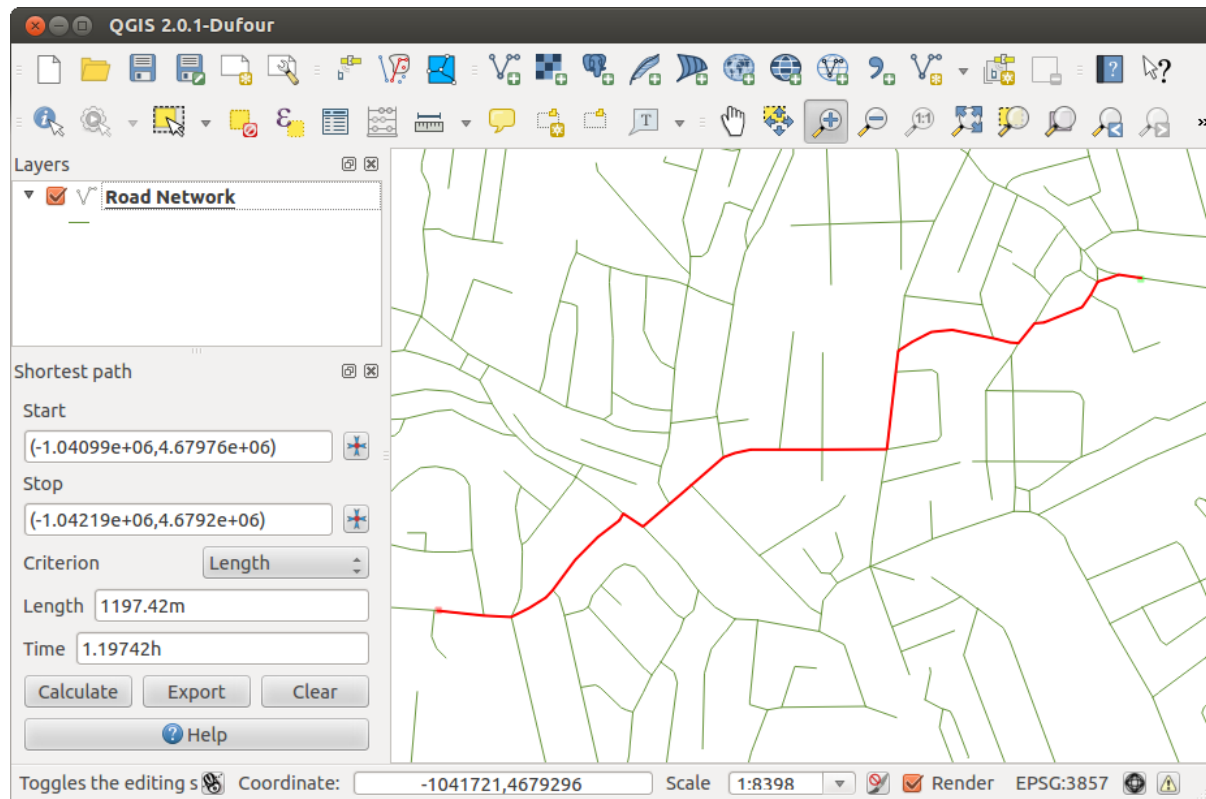 QGIS 2.0.1-Dufour
Layers
Road Network
Shortest path
Start
(-1.04099e+06,4.67976e+06)
Stop
(-1.04219e+06,4.6792e+06)
Criterion Length
Length 1197.42m
Time 1.19742h
Calculate Export Clear
Help
Toggles the editing s Coordinate: -1041721,4679296 Scale 1:8398 Render EPSG:3857